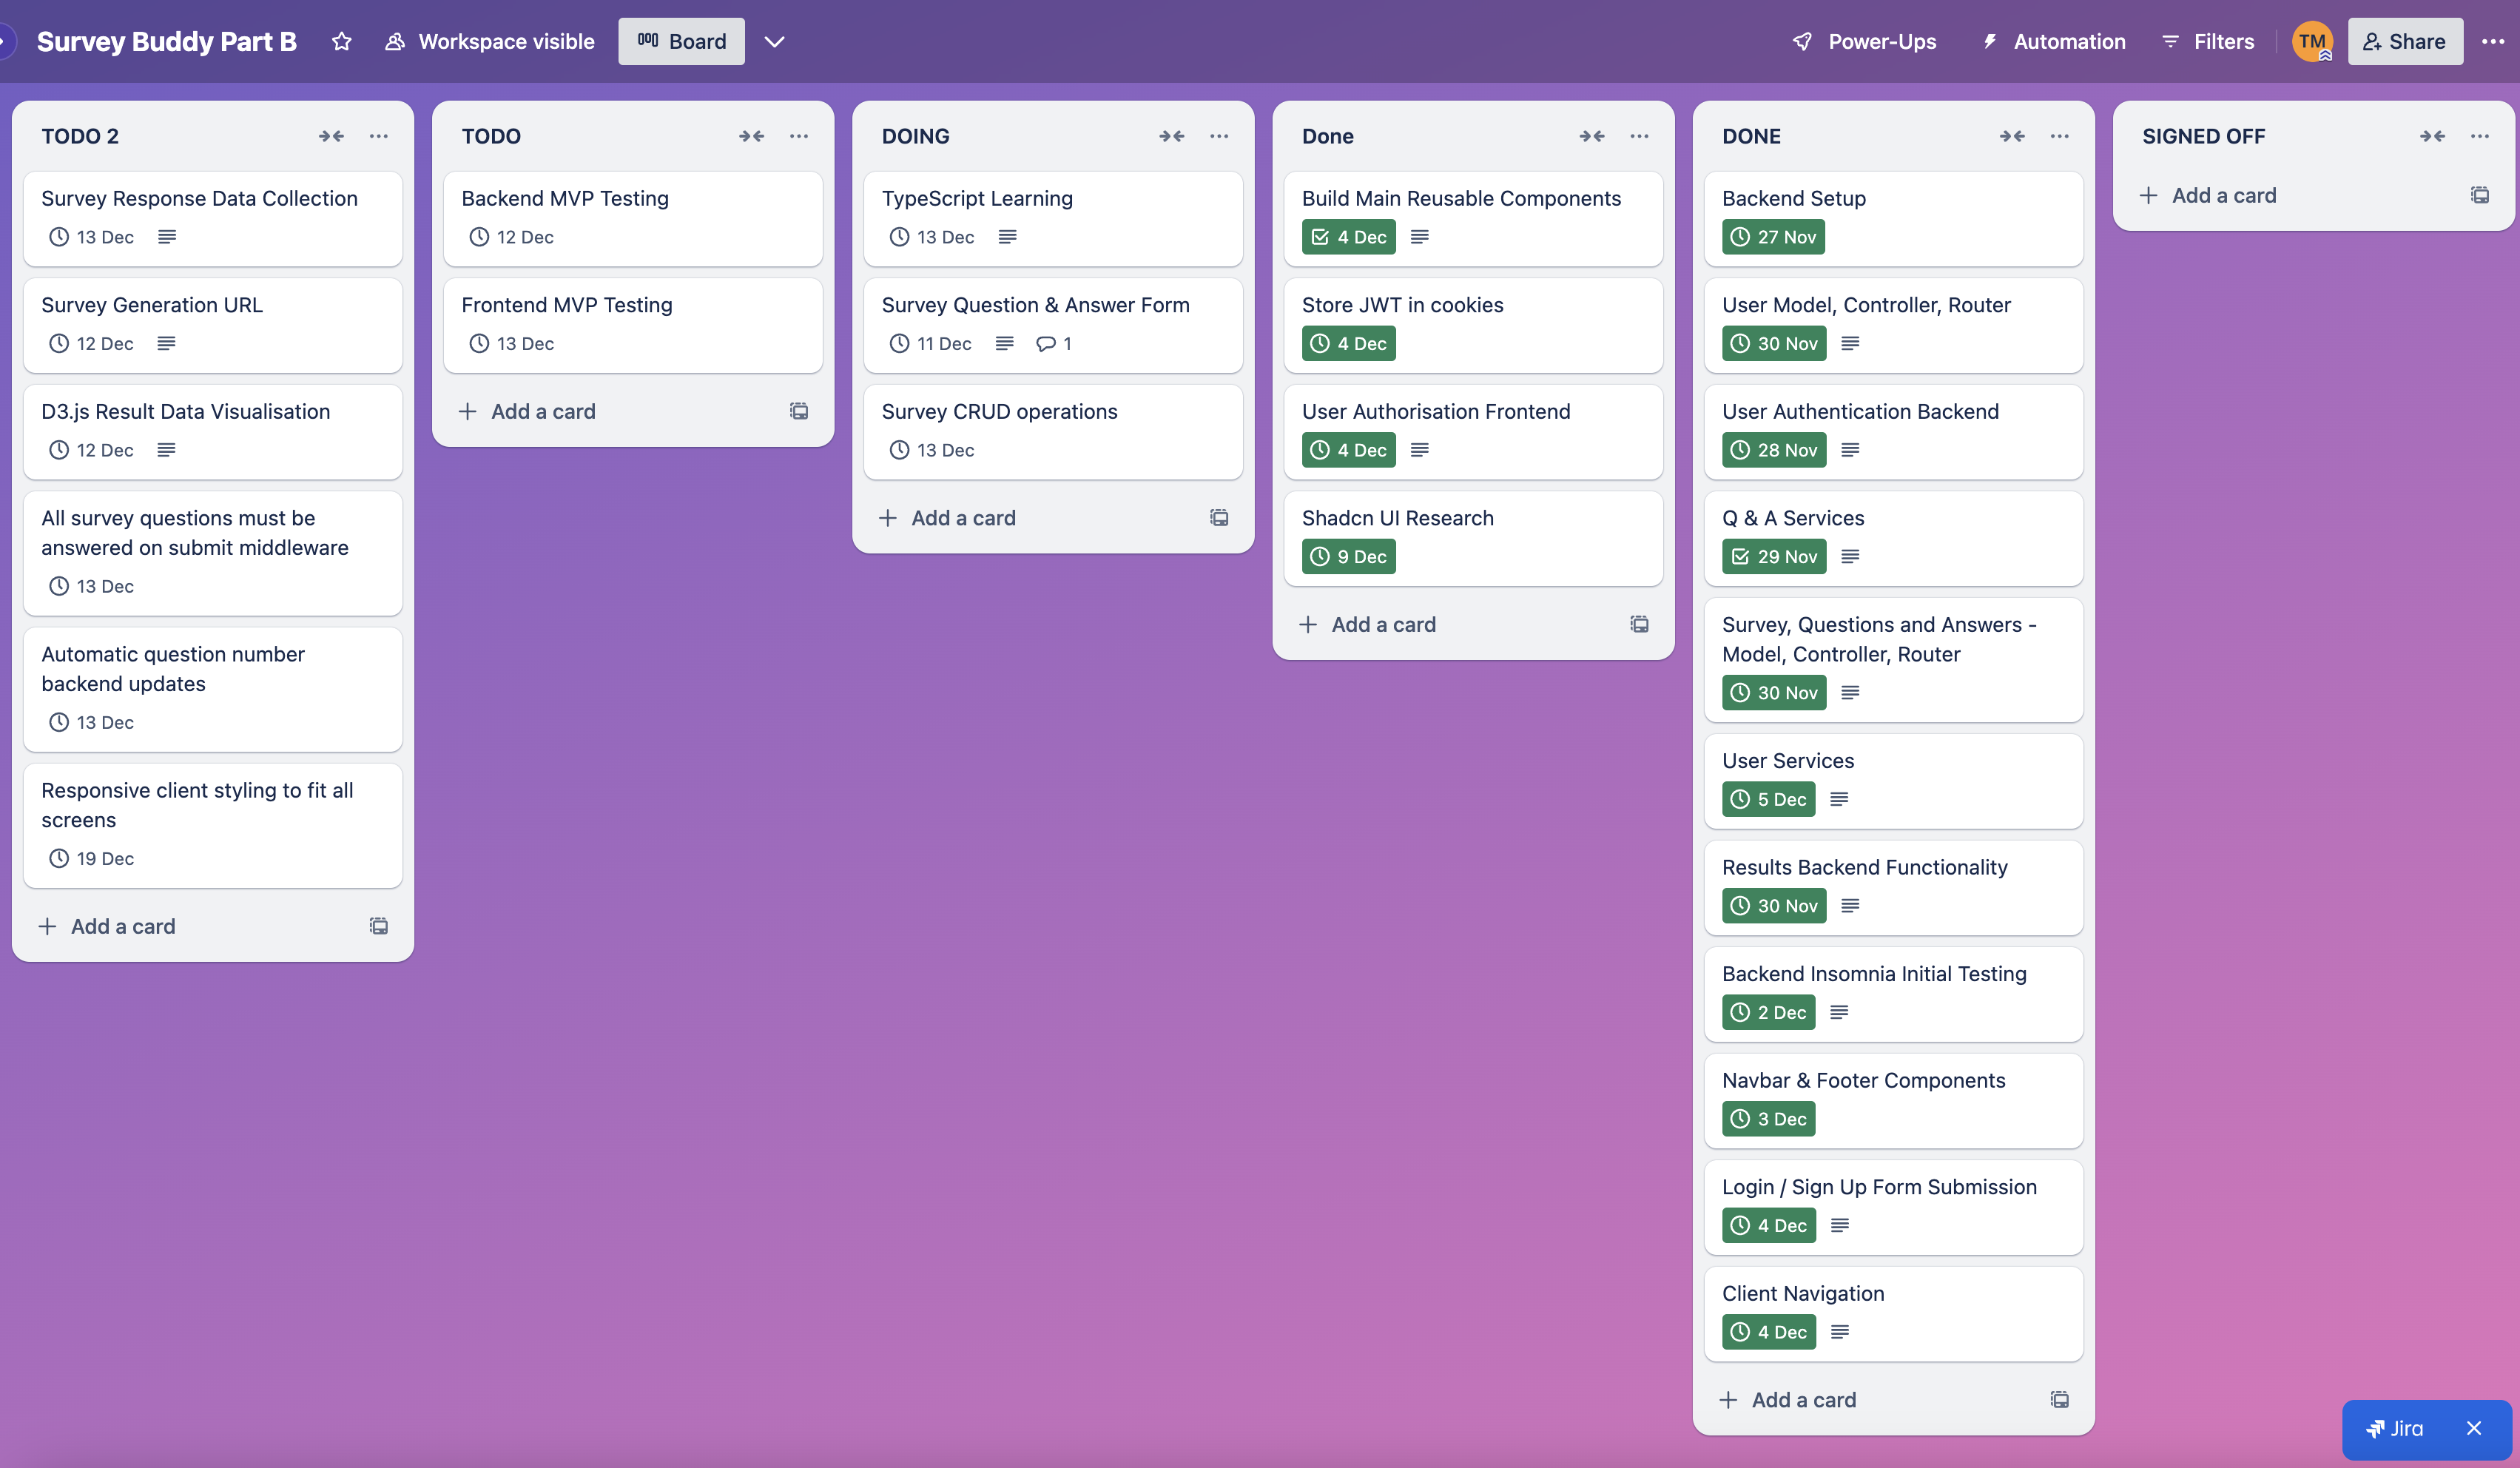 Survey Buddy Part B
Workspace visible
Board
Power-Ups
Automation
Filters
TM
Share
TODO 2
Survey Response Data Collection
13 Dec
Survey Generation URL
12 Dec
D3.js Result Data Visualisation
12 Dec
All survey questions must be
answered on submit middleware
13 Dec
Automatic question number
backend updates
13 Dec
Responsive client styling to fit all
screens
19 Dec
Add a card
TODO
Backend MVP Testing
12 Dec
Frontend MVP Testing
13 Dec
Add a card
DOING
TypeScript Learning
13 Dec
Survey Question & Answer Form
11 Dec 1
Survey CRUD operations
13 Dec
Add a card
Done
Build Main Reusable Components
4 Dec
Store JWT in cookies
4 Dec
User Authorisation Frontend
4 Dec
Shadcn UI Research
9 Dec
Add a card
DONE
Backend Setup
27 Nov
User Model, Controller, Router
30 Nov
User Authentication Backend
28 Nov
Q & A Services
29 Nov
Survey, Questions and Answers -
Model, Controller, Router
30 Nov
User Services
5 Dec
Results Backend Functionality
30 Nov
Backend Insomnia Initial Testing
2 Dec
Navbar & Footer Components
3 Dec
Login / Sign Up Form Submission
4 Dec
Client Navigation
4 Dec
Add a card
SIGNED OFF
Add a card
Jira